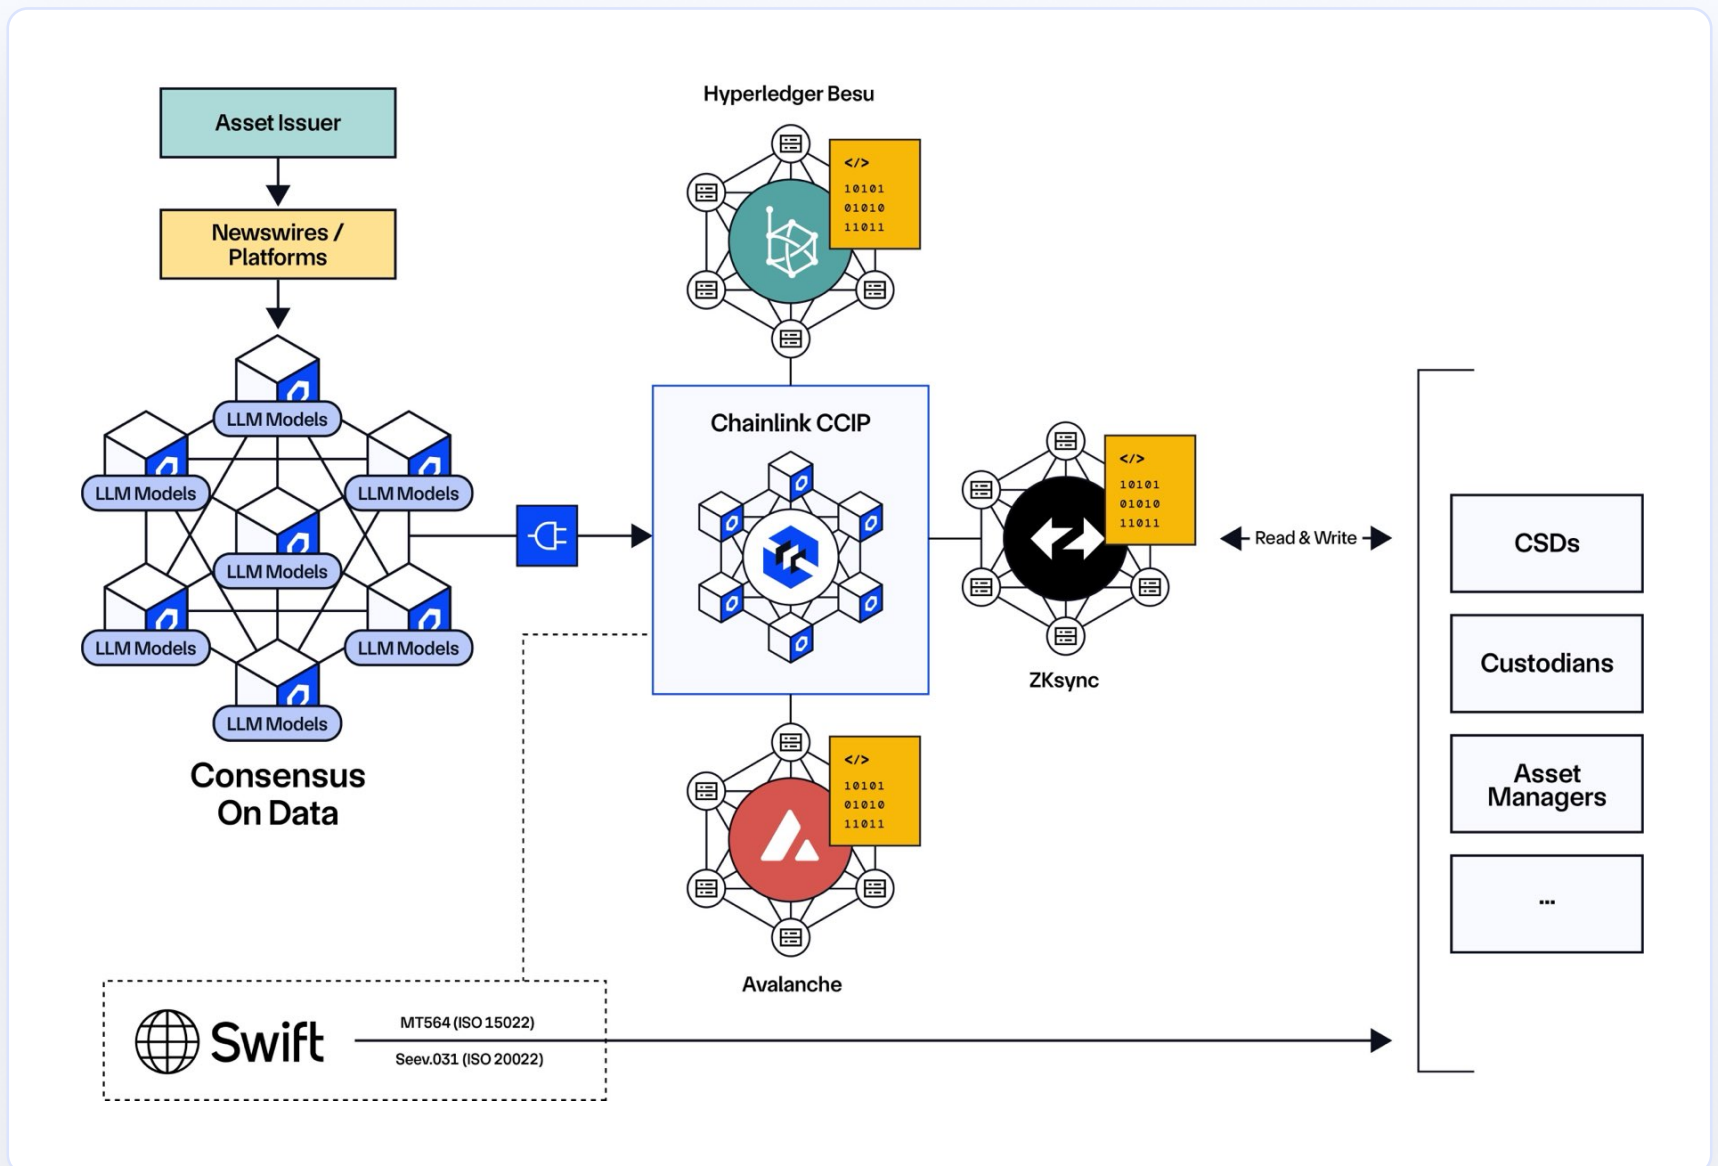 Asset Issuer
Newswires /
Platforms
LLM Models
LLM Models
LLM Models
LLM Models
LLM Models
LLM Models
LLM Models
Consensus
On Data
Hyperledger Besu
</>
10101
01010
11011
Chainlink CCIP
</>
10101
01010
11011
ZKsync
</>
10101
01010
11011
Avalanche
Read & Write
CSDs
Custodians
Asset
Managers
...
Swift
MT564 (ISO 15022)
Seev.031 (ISO 20022)